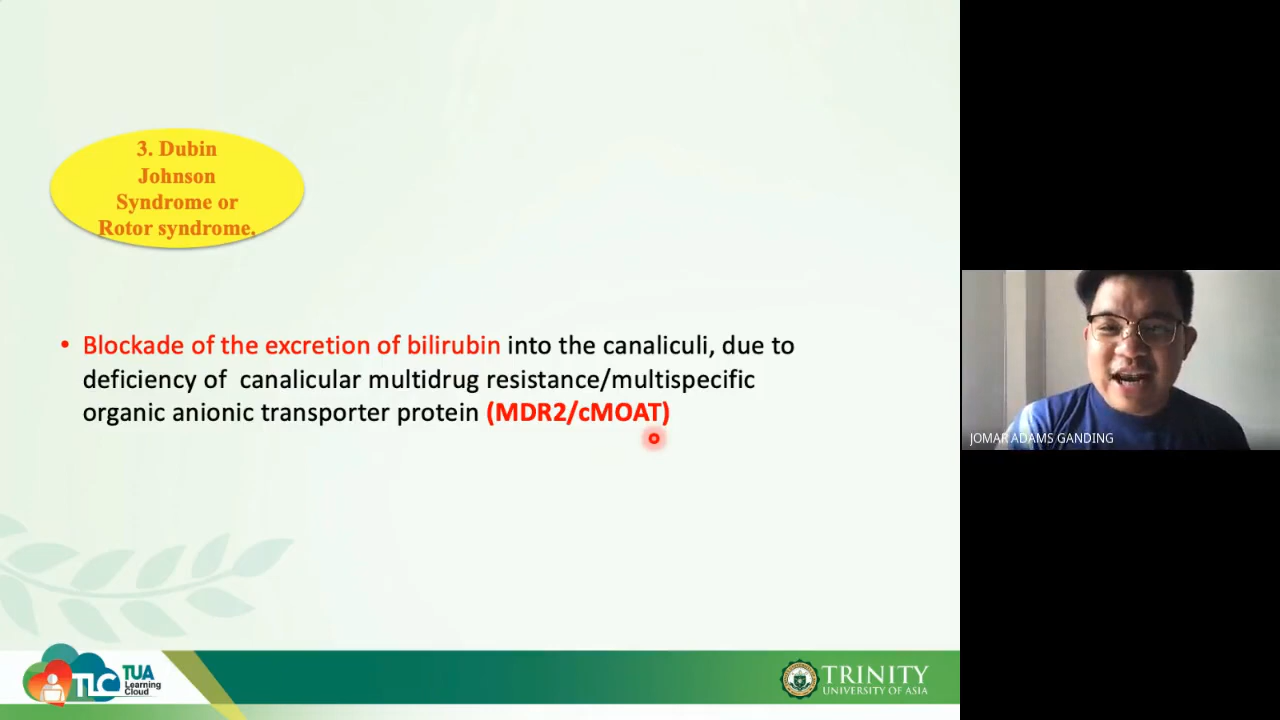 3. Dubin
Johnson
Syndrome or
Rotor syndrome,
• Blockade of the excretion of bilirubin into the canaliculi, due to
deficiency of canalicular multidrug resistance/multispecific
organic anionic transporter protein (MDR2/cMOAT)
JOMAR ADAMS GANDING
TLC
TUA
Learning
Cloud
TRINITY
UNIVERSITY OF ASIA